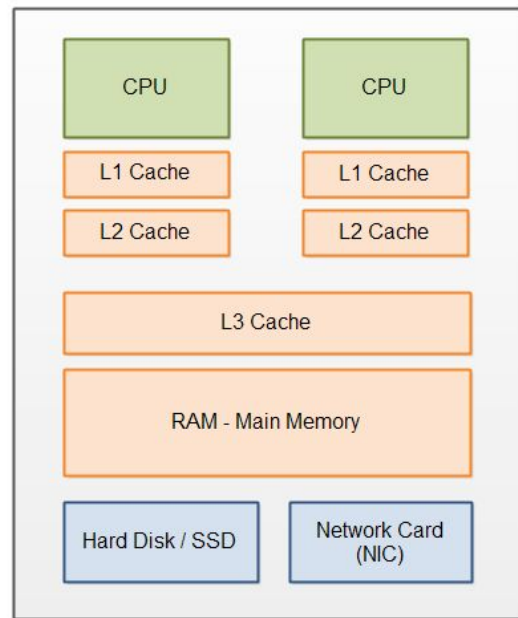 CPU
CPU
L1 Cache
L1 Cache
L2 Cache
L2 Cache
L3 Cache
RAM - Main Memory
Hard Disk / SSD
Network Card
(NIC)